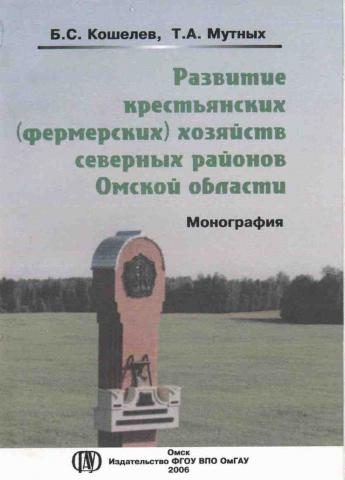 Б.С. Кошелев, Т.А. Мутных
Развитие
крестьянских
(фермерских) хозяйств
северных районов
Омской области
Монография
Омск
Издательство ФГОУ ВПО ОмГАУ
2006